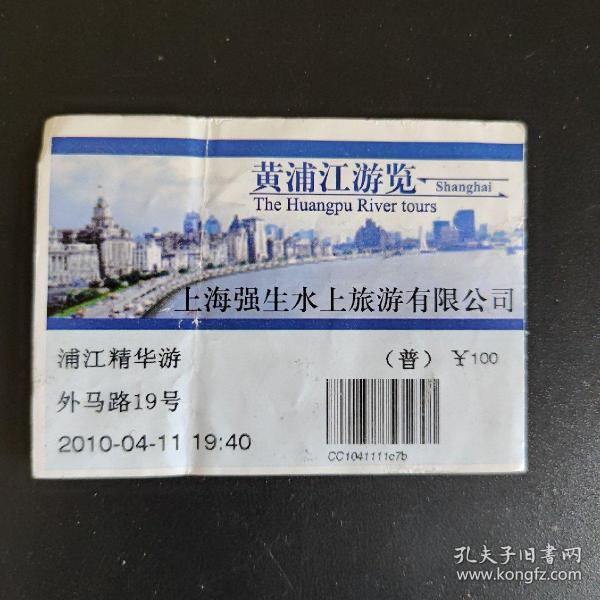 黄浦江游览 Shanghai
The Huangpu River tours
上海强生水上旅游有限公司
浦江精华游 (普) ¥100
外马路19号
2010-04-11 19:40
CC1041111c7b
孔夫子旧书网
www.kongfz.com